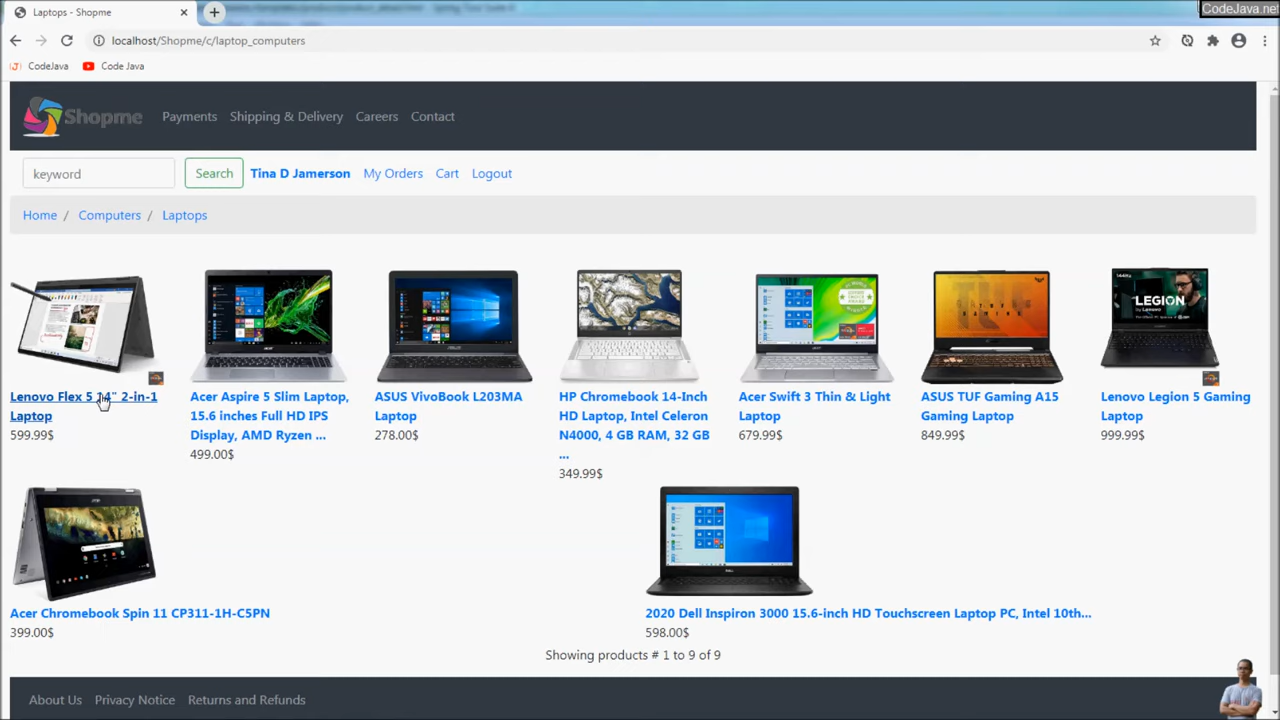 Laptops - Shopme
CodeJava.net
localhost/Shopme/c/laptop_computers
CodeJava Code Java
Shopme Payments Shipping & Delivery Careers Contact
keyword Search Tina D Jamerson My Orders Cart Logout
Home / Computers / Laptops
LEGION
Lenovo Flex 5 14" 2-in-1
Laptop
599.99$
Acer Aspire 5 Slim Laptop,
15.6 inches Full HD IPS
Display, AMD Ryzen ...
499.00$
ASUS VivoBook L203MA
Laptop
278.00$
HP Chromebook 14-Inch
HD Laptop, Intel Celeron
N4000, 4 GB RAM, 32 GB
...
349.99$
Acer Swift 3 Thin & Light
Laptop
679.99$
ASUS TUF Gaming A15
Gaming Laptop
849.99$
Lenovo Legion 5 Gaming
Laptop
999.99$
Acer Chromebook Spin 11 CP311-1H-C5PN
399.00$
2020 Dell Inspiron 3000 15.6-inch HD Touchscreen Laptop PC, Intel 10th...
598.00$
Showing products # 1 to 9 of 9
About Us Privacy Notice Returns and Refunds